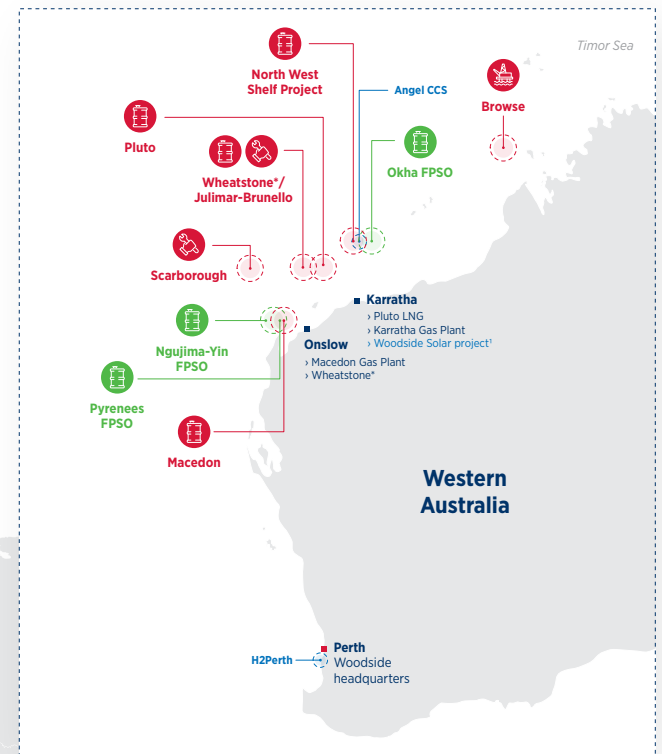 Timor Sea
North West
Shelf Project
Angel CCS
Browse
Pluto
Okha FPSO
Wheatstone*/
Julimar-Brunello
Scarborough
Karratha
› Pluto LNG
› Karratha Gas Plant
› Woodside Solar project¹
Onslow
› Macedon Gas Plant
› Wheatstone*
Ngujima-Yin
FPSO
Pyrenees
FPSO
Macedon
Western
Australia
Perth
Woodside
headquarters
H2Perth